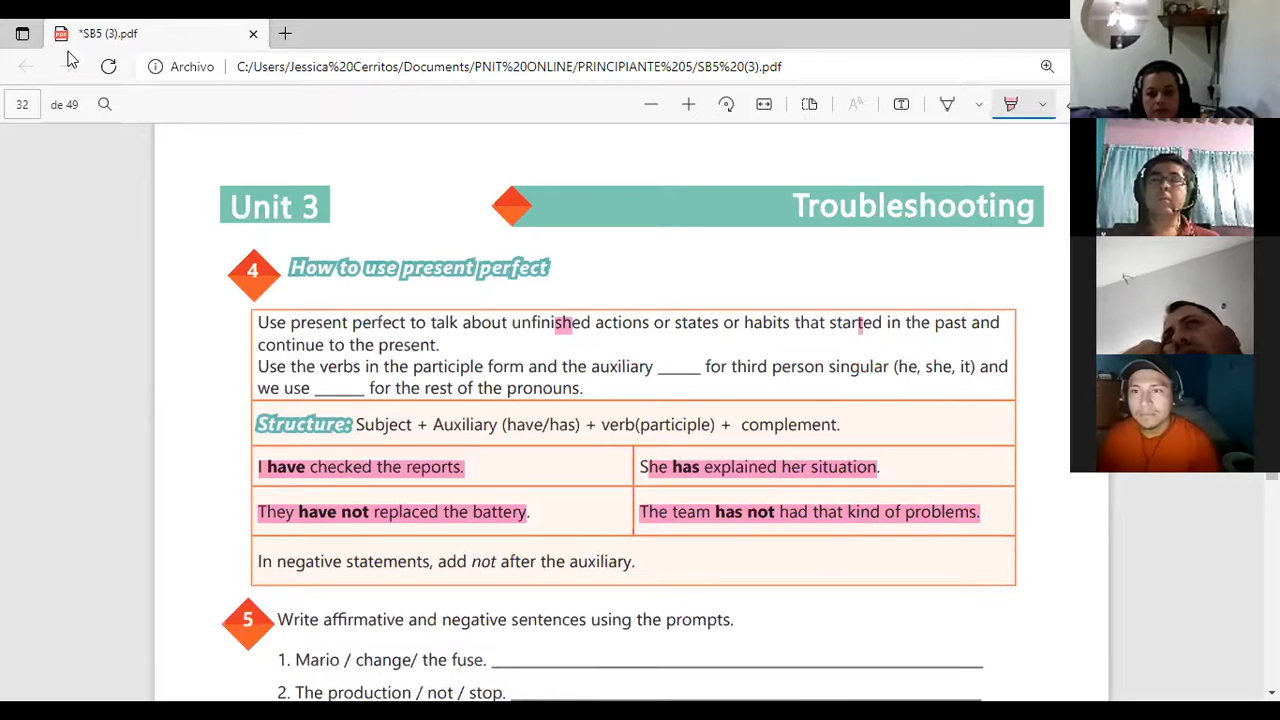 *SB5 (3).pdf
Archivo C:/Users/Jessica%20Cerritos/Documents/PNIT%20ONLINE/PRINCIPIANTE%205/SB5%20(3).pdf
32 de 49
Unit 3 Troubleshooting
4 How to use present perfect
Use present perfect to talk about unfinished actions or states or habits that started in the past and
continue to the present.
Use the verbs in the participle form and the auxiliary _____ for third person singular (he, she, it) and
we use ______ for the rest of the pronouns.
Structure: Subject + Auxiliary (have/has) + verb(participle) + complement.
I have checked the reports. She has explained her situation.
They have not replaced the battery. The team has not had that kind of problems.
In negative statements, add not after the auxiliary.
5 Write affirmative and negative sentences using the prompts.
1. Mario / change/ the fuse. ______
2. The production / not / stop. ______